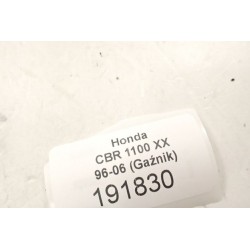 Honda
CBR 1100 XX
96-06 (Gaźnik)
191830